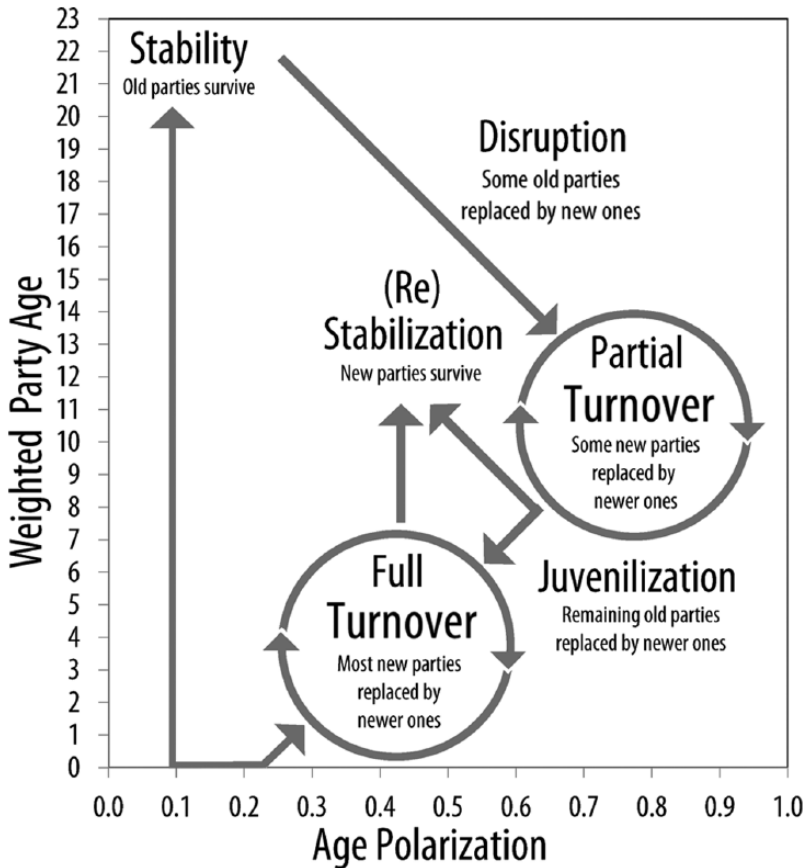 Weighted Party Age
23
22
21
20
19
18
17
16
15
14
13
12
11
10
9
8
7
6
5
4
3
2
1
0
Stability
Old parties survive
Disruption
Some old parties
replaced by new ones
(Re)
Stabilization
New parties survive
Partial
Turnover
Some new parties
replaced by
newer ones
Full
Turnover
Most new parties
replaced by
newer ones
Juvenilization
Remaining old parties
replaced by newer ones
0.0 0.1 0.2 0.3 0.4 0.5 0.6 0.7 0.8 0.9 1.0
Age Polarization